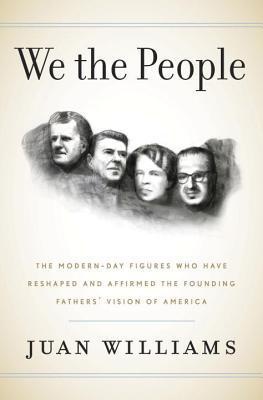 We the People
THE MODERN-DAY FIGURES WHO HAVE
RESHAPED AND AFFIRMED THE FOUNDING
FATHERS' VISION OF AMERICA
JUAN WILLIAMS